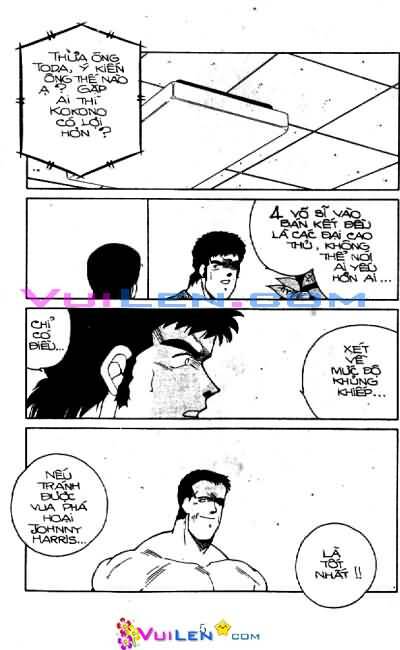 THƯA ÔNG
TODA, Ý KIẾN
ÔNG THẾ NÀO
Ạ? GẶP
AI THÌ
KOKONO
CÓ LỢI
HƠN?
4 VÕ SĨ VÀO
BÁN KẾT ĐỀU
LÀ CÁC ĐẠI CAO
THỦ, KHÔNG
THỂ NÓI
AI YẾU
HƠN AI...
VUILEN.COM
CHỈ
CÓ
ĐIỀU...
XÉT
VỀ
MỨC ĐỘ
KHỦNG
KHIẾP...
NẾU
TRÁNH
ĐƯỢC
VUA PHÁ
HOẠI
JOHNNY
HARRIS...
LÀ
TỐT
NHẤT!!
5
VUILEN
.COM